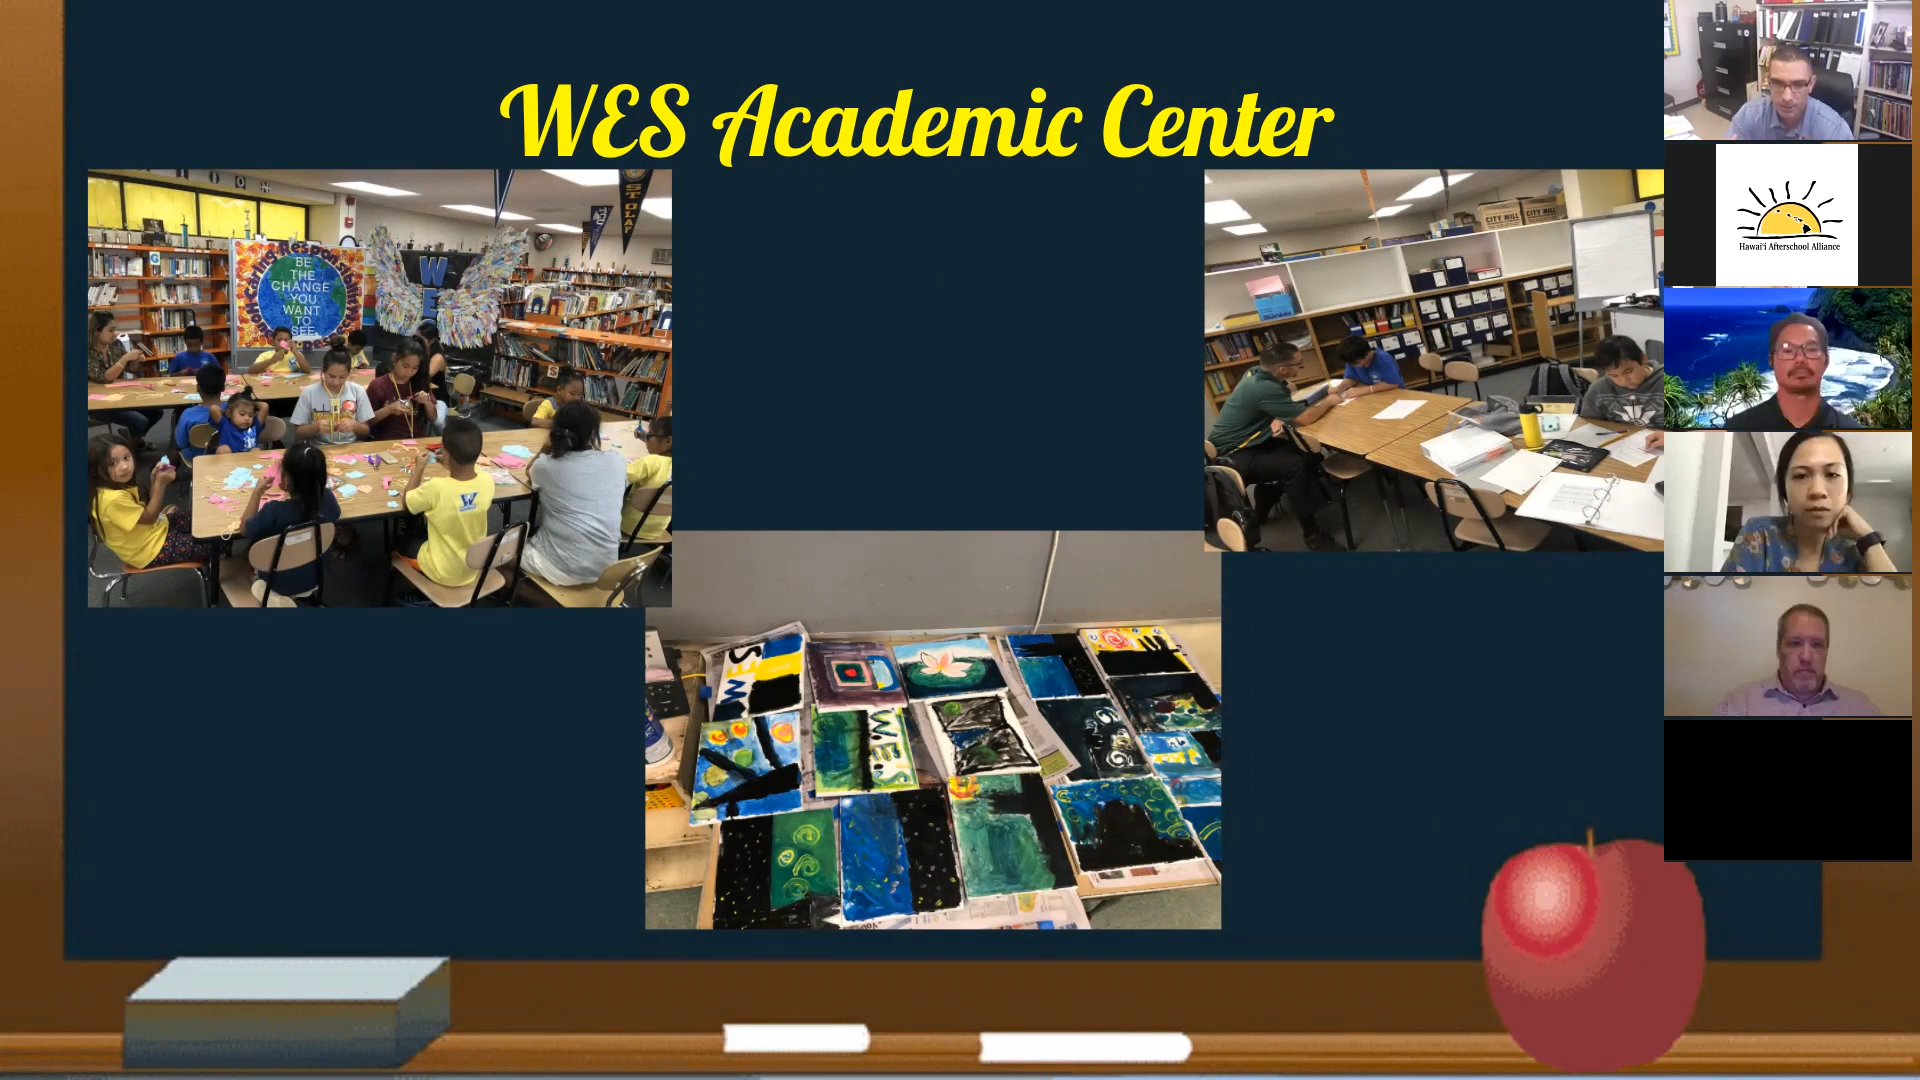 WES Academic Center
ST OLAF
BE
THE
CHANGE
YOU
WANT
TO
SEE
Responsibility
W
E
W
CITY MILL
CITY MILL
Hawai'i Afterschool Alliance
WES
W.E.S